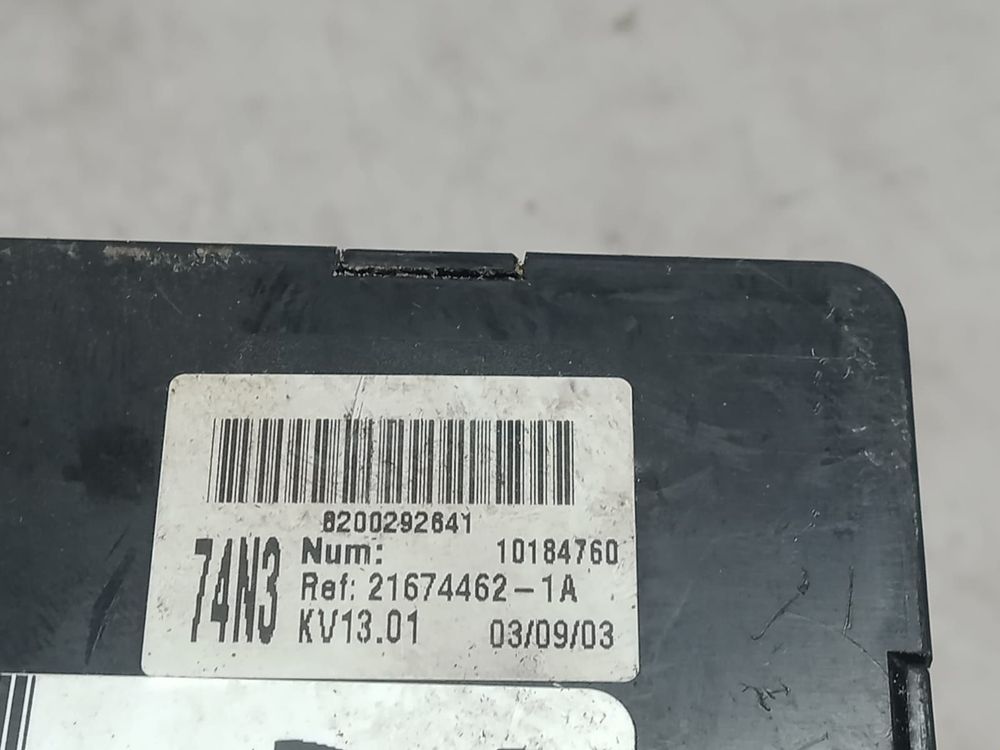 8200292641
74N3
Num: 10184760
Ref: 21674462-1A
KV13.01 03/09/03